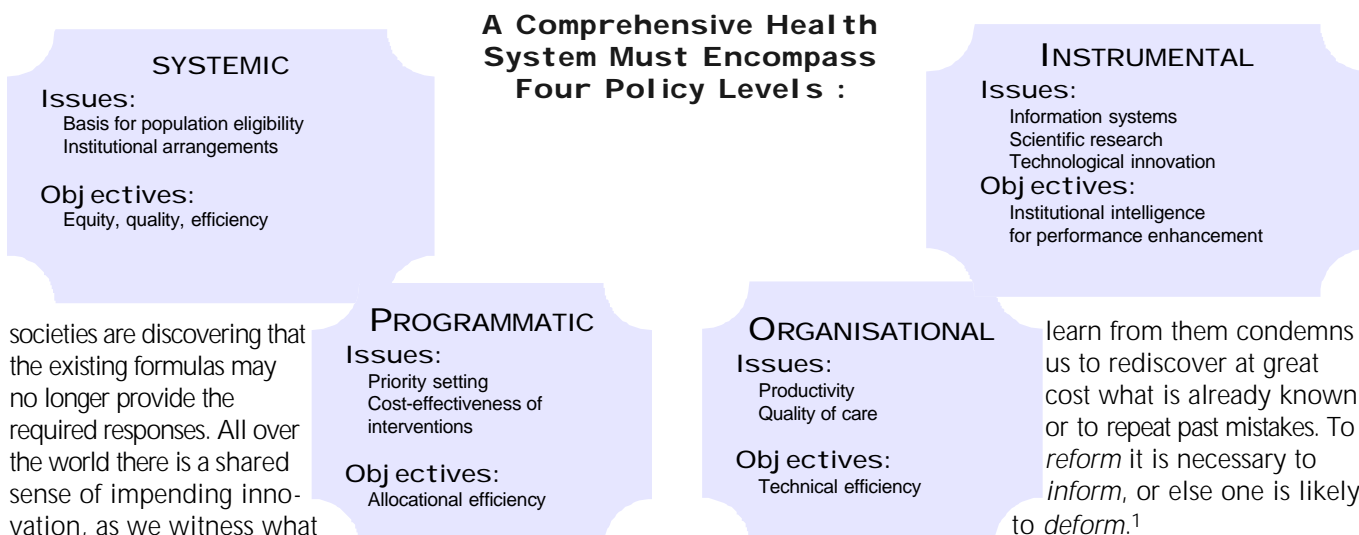 A Comprehensive Health
System Must Encompass
Four Policy Levels :
SYSTEMIC
Issues:
Basis for population eligibility
Institutional arrangements
Objectives:
Equity, quality, efficiency
INSTRUMENTAL
Issues:
Information systems
Scientific research
Technological innovation
Objectives:
Institutional intelligence
for performance enhancement
PROGRAMMATIC
Issues:
Priority setting
Cost-effectiveness of
interventions
Objectives:
Allocational efficiency
ORGANISATIONAL
Issues:
Productivity
Quality of care
Objectives:
Technical efficiency
societies are discovering that
the existing formulas may
no longer provide the
required responses. All over
the world there is a shared
sense of impending inno-
vation, as we witness what
learn from them condemns
us to rediscover at great
cost what is already known
or to repeat past mistakes. To
reform it is necessary to
inform, or else one is likely
to deform.1